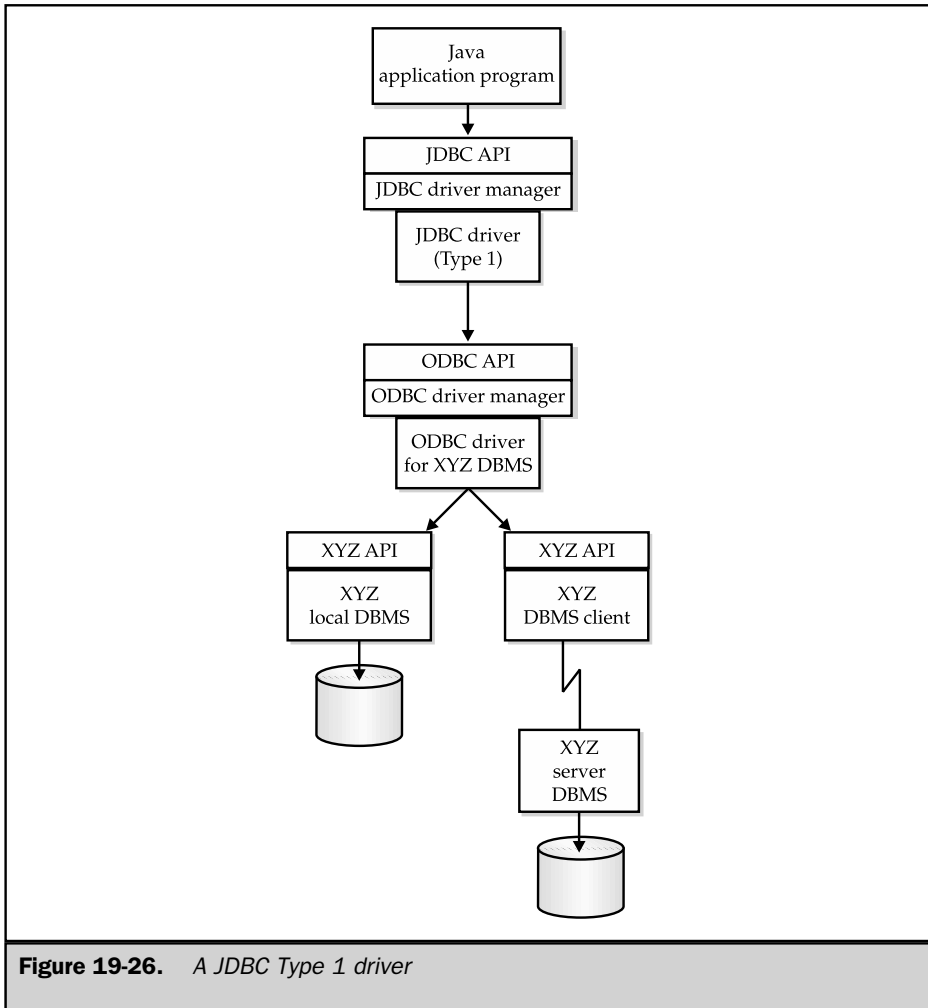 Java
application program
JDBC API
JDBC driver manager
JDBC driver
(Type 1)
ODBC API
ODBC driver manager
ODBC driver
for XYZ DBMS
XYZ API
XYZ
local DBMS
XYZ API
XYZ
DBMS client
XYZ
server
DBMS
Figure 19-26. A JDBC Type 1 driver